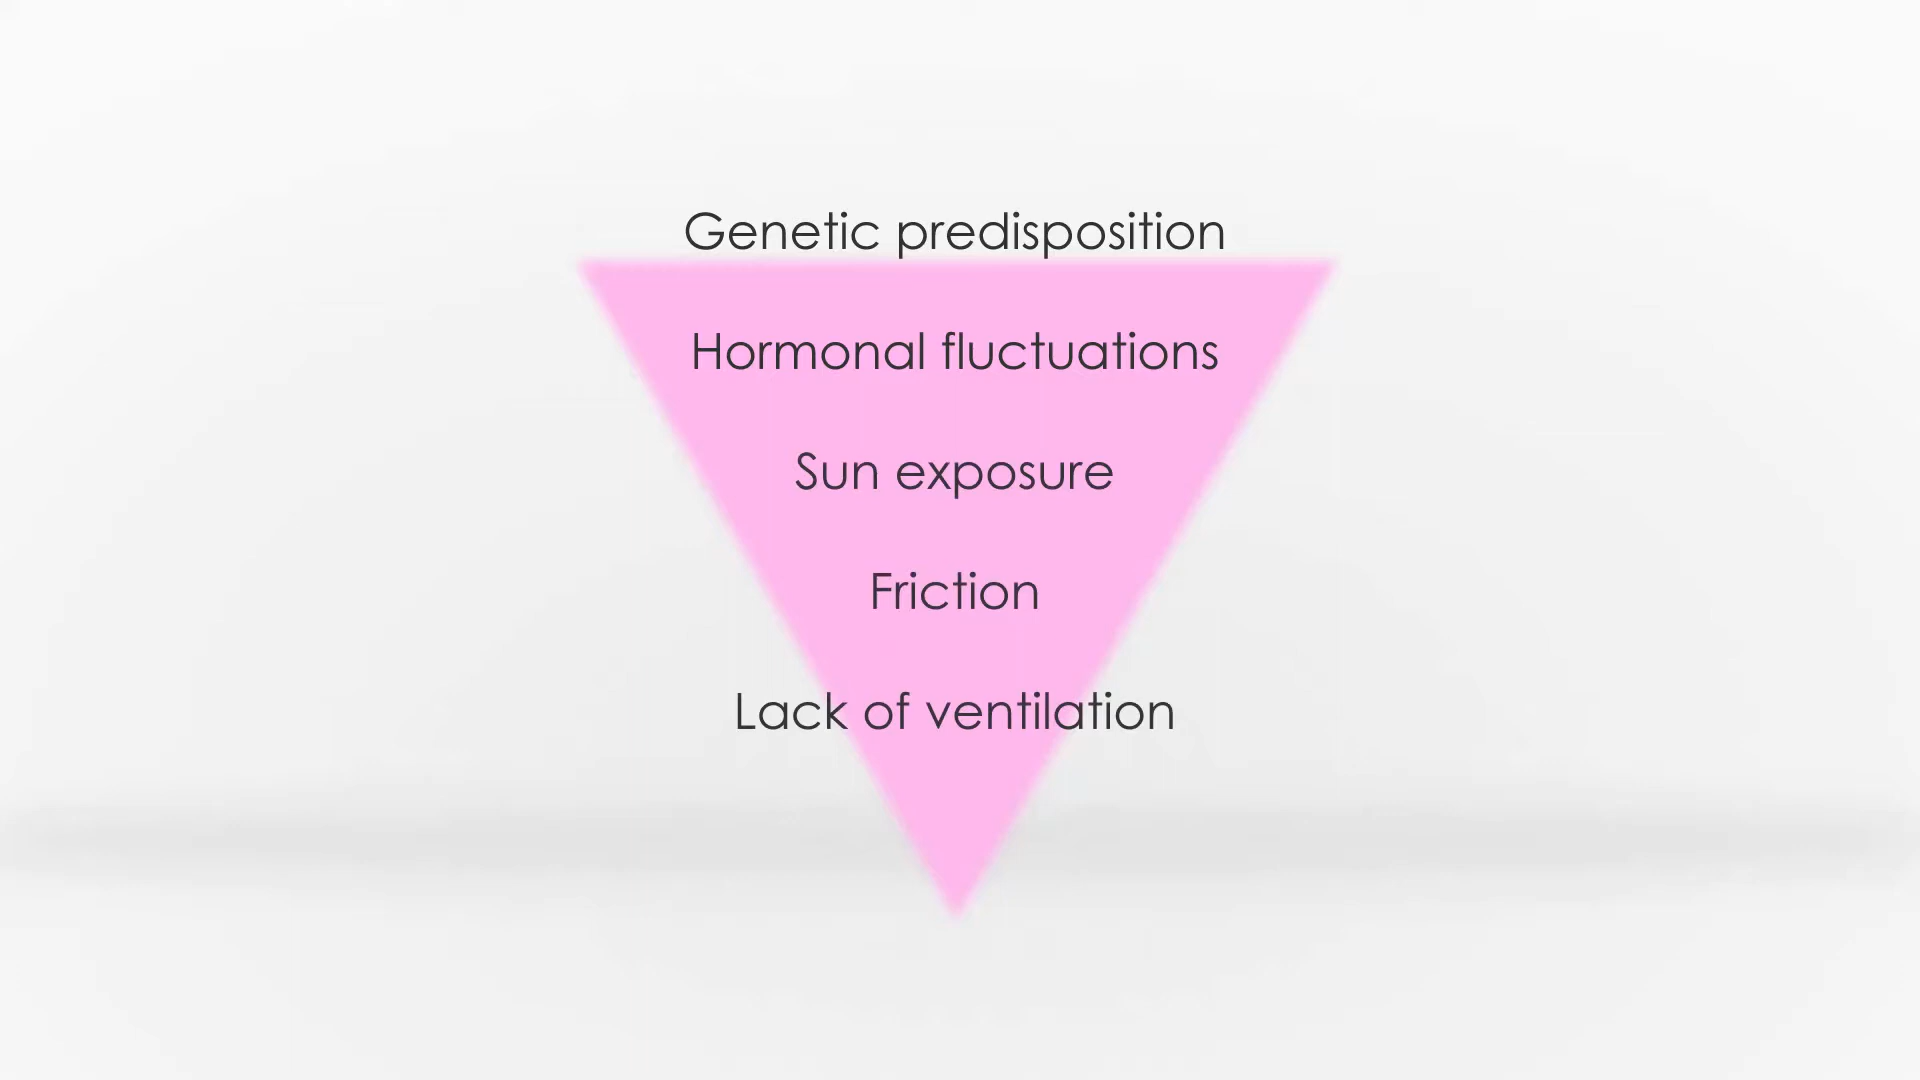 Genetic predisposition
Hormonal fluctuations
Sun exposure
Friction
Lack of ventilation